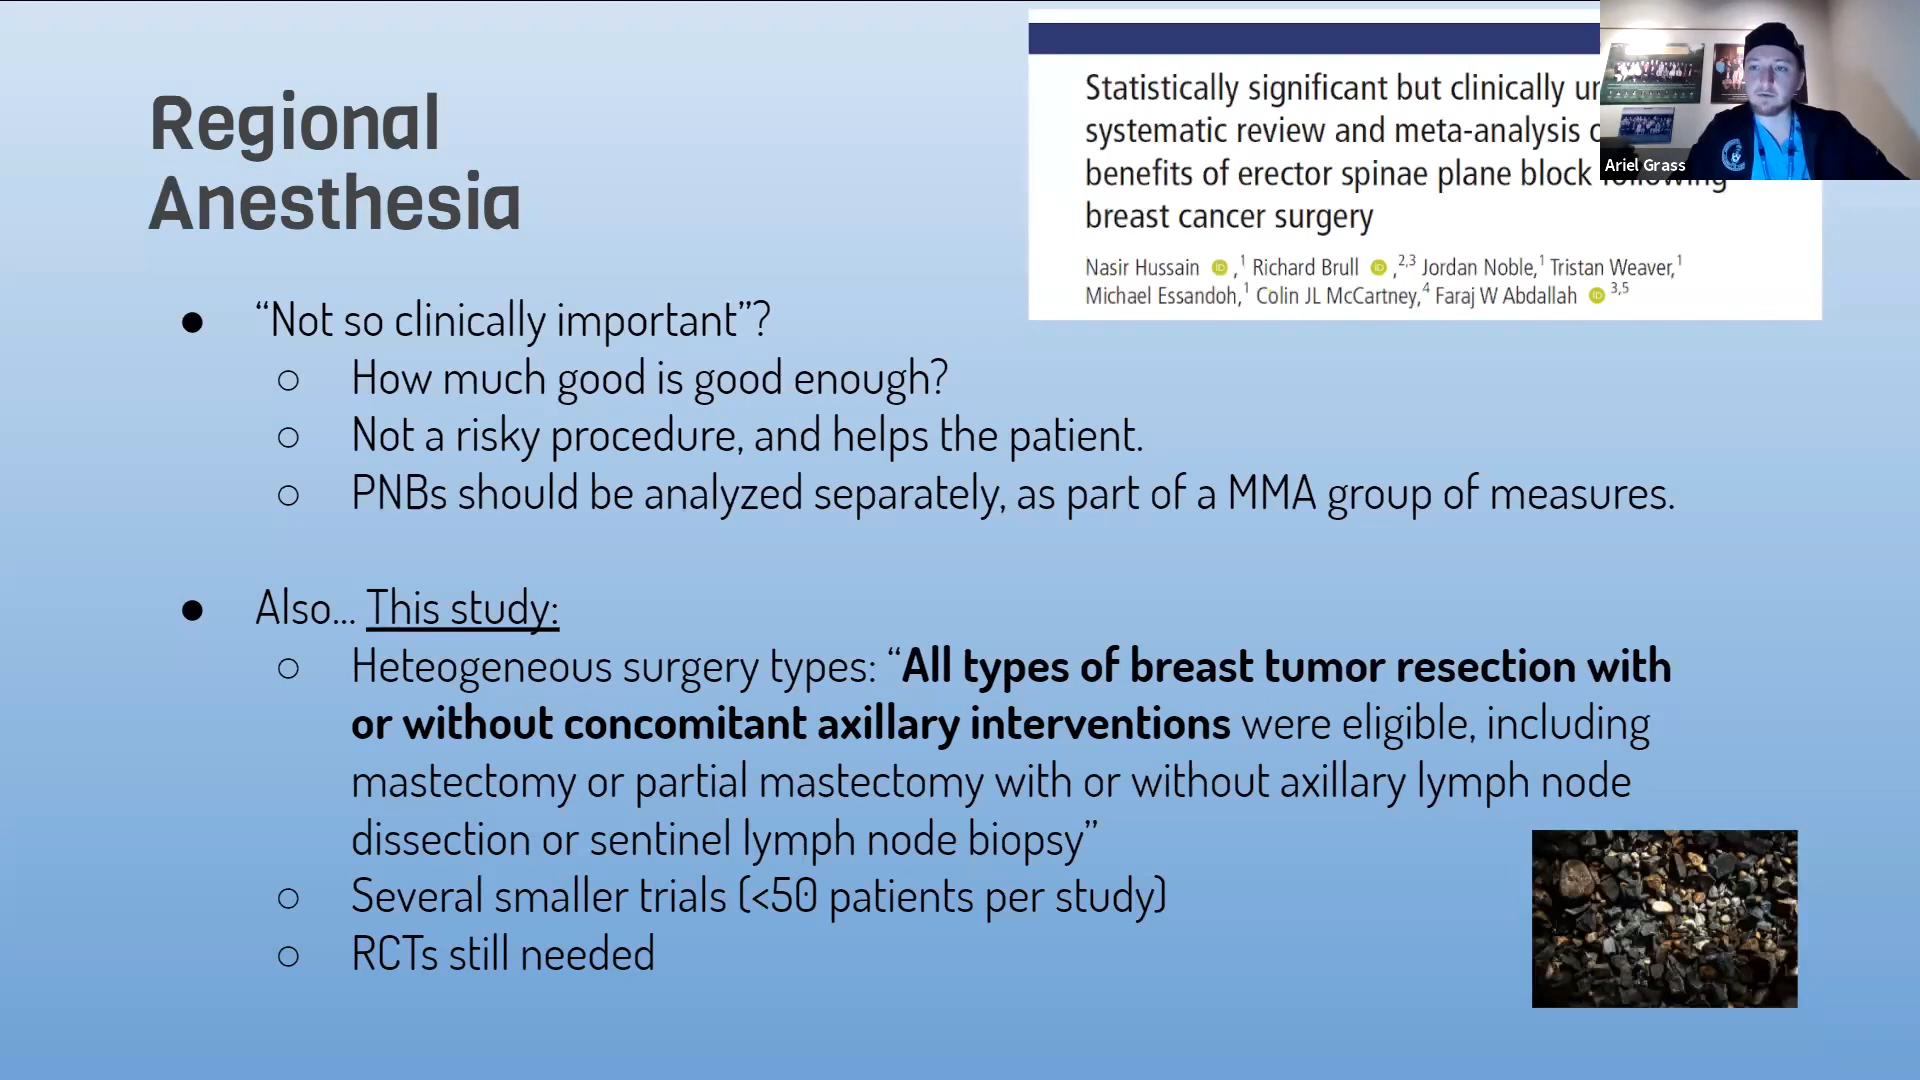 Regional
Anesthesia
Statistically significant but clinically
systematic review and meta-analysis
benefits of erector spinae plane block following
breast cancer surgery
Nasir Hussain iD ,1 Richard Brull iD ,2,3 Jordan Noble,1 Tristan Weaver,1
Michael Essandoh,1 Colin JL McCartney,4 Faraj W Abdallah iD 3,5
Ariel Grass
● “Not so clinically important”?
○ How much good is good enough?
○ Not a risky procedure, and helps the patient.
○ PNBs should be analyzed separately, as part of a MMA group of measures.
● Also... This study:
○ Heteogeneous surgery types: “All types of breast tumor resection with
or without concomitant axillary interventions were eligible, including
mastectomy or partial mastectomy with or without axillary lymph node
dissection or sentinel lymph node biopsy”
○ Several smaller trials (<50 patients per study)
○ RCTs still needed